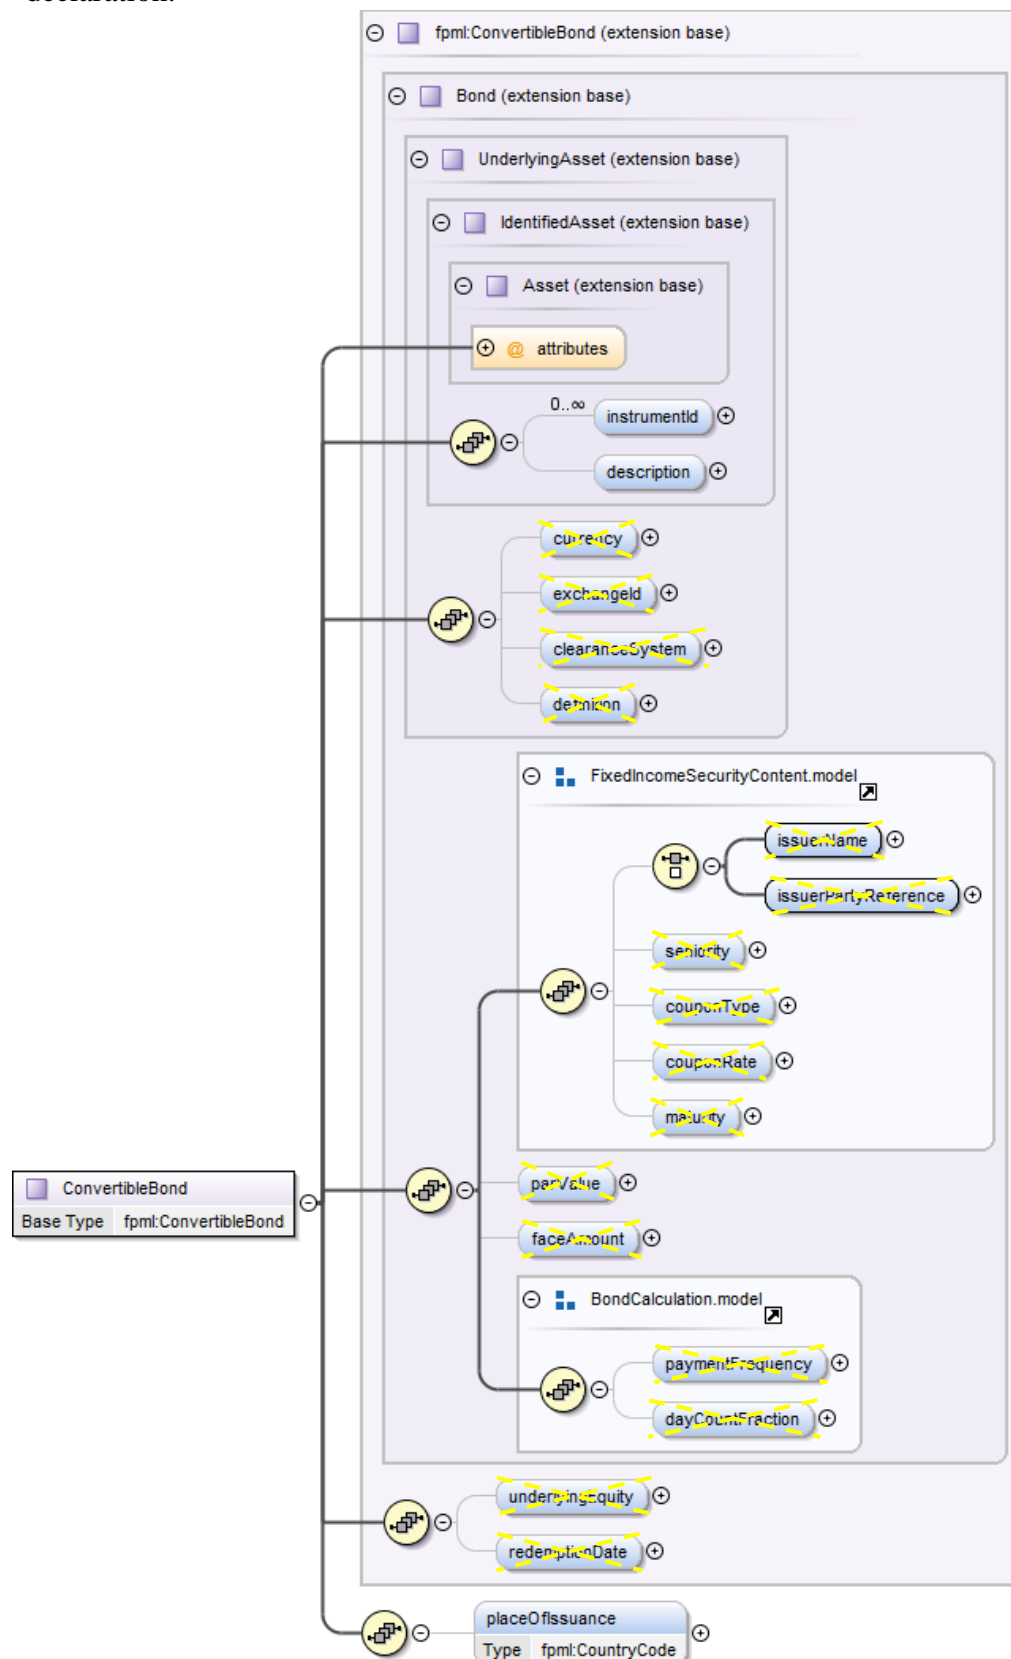 declaration.
fpml:ConvertibleBond (extension base)
Bond (extension base)
UnderlyingAsset (extension base)
IdentifiedAsset (extension base)
Asset (extension base)
@ attributes
0..∞
instrumentId
description
currency
exchangeId
clearanceSystem
definition
FixedIncomeSecurityContent.model
issuerName
issuerPartyReference
seniority
couponType
couponRate
maturity
ConvertibleBond
Base Type fpml:ConvertibleBond
parValue
faceAmount
BondCalculation.model
paymentFrequency
dayCountFraction
underlyingEquity
redemptionDate
placeOfIssuance
Type fpml:CountryCode